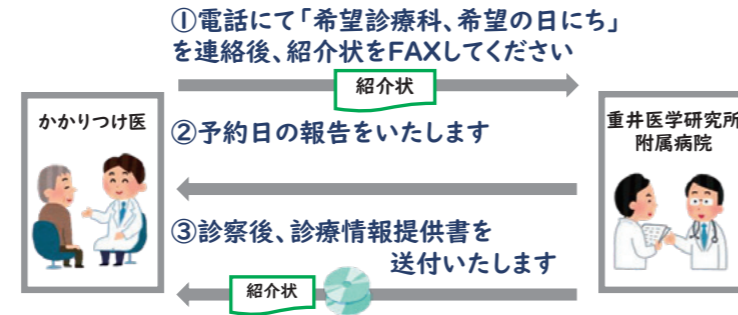 ①電話にて「希望診療科、希望の日にち」
を連絡後、紹介状をFAXしてください
紹介状
かかりつけ医
重井医学研究所
附属病院
②予約日の報告をいたします
③診察後、診療情報提供書を
送付いたします
紹介状